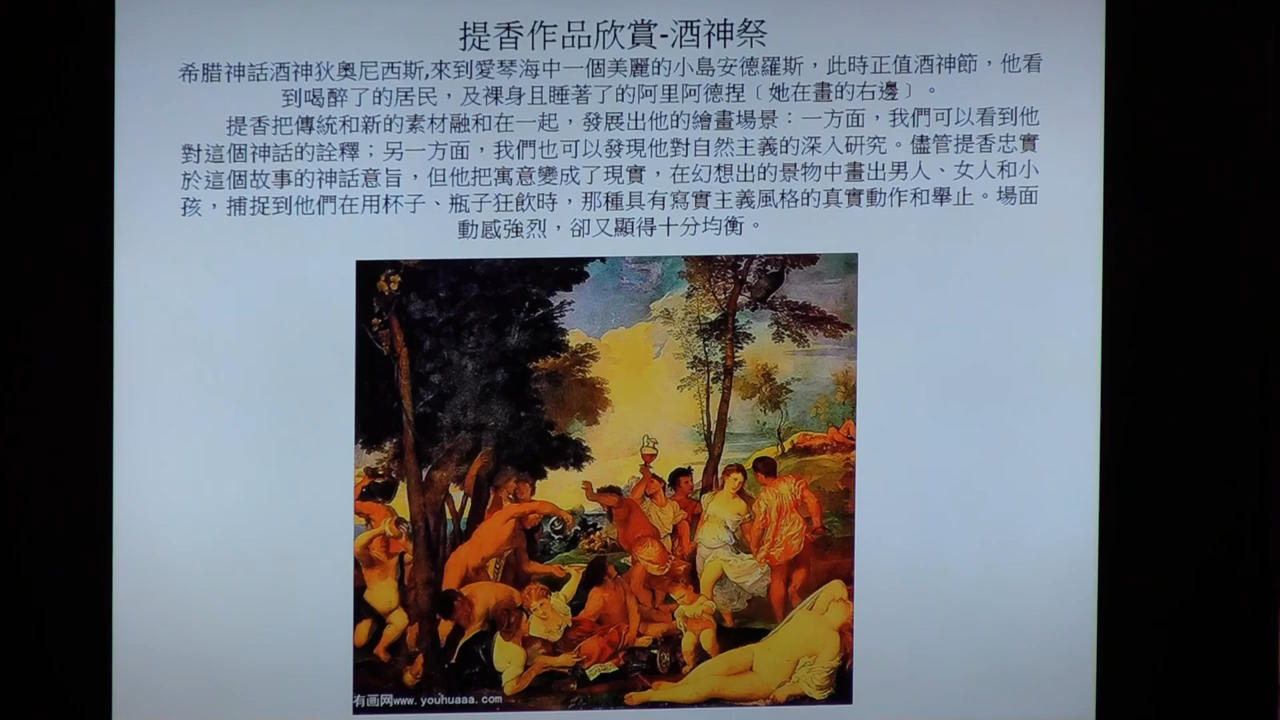 提香作品欣賞-酒神祭
希腊神話酒神狄奧尼西斯,來到愛琴海中一個美麗的小島安德羅斯，此時正值酒神節，他看
到喝醉了的居民，及裸身且睡著了的阿里阿德捏﹝她在畫的右邊﹞。
提香把傳統和新的素材融和在一起，發展出他的繪畫場景：一方面，我們可以看到他
對這個神話的詮釋；另一方面，我們也可以發現他對自然主義的深入研究。儘管提香忠實
於這個故事的神話意旨，但他把寓意變成了現實，在幻想出的景物中畫出男人、女人和小
孩，捕捉到他們在用杯子、瓶子狂飲時，那種具有寫實主義風格的真實動作和舉止。場面
動感強烈，卻又顯得十分均衡。
有画网www.youhuaaa.com